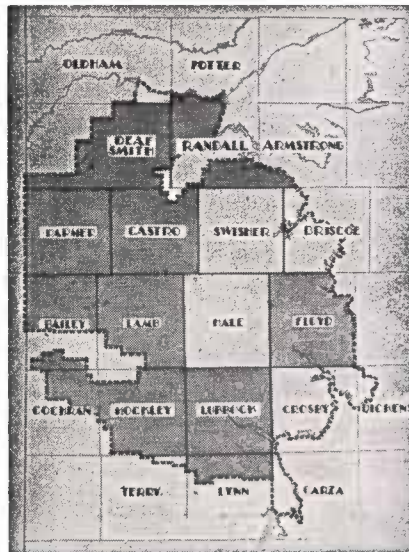 OLDHAM POTTER
DEAF
SMITH
RANDALL ARMSTRONG
PARMER CASTRO SWISHER BRISCOE
BAILEY LAMB HALE FLOYD
COCHRAN HOCKLEY LUBBOCK CROSBY DICKENS
TERRY LYNN GARZA